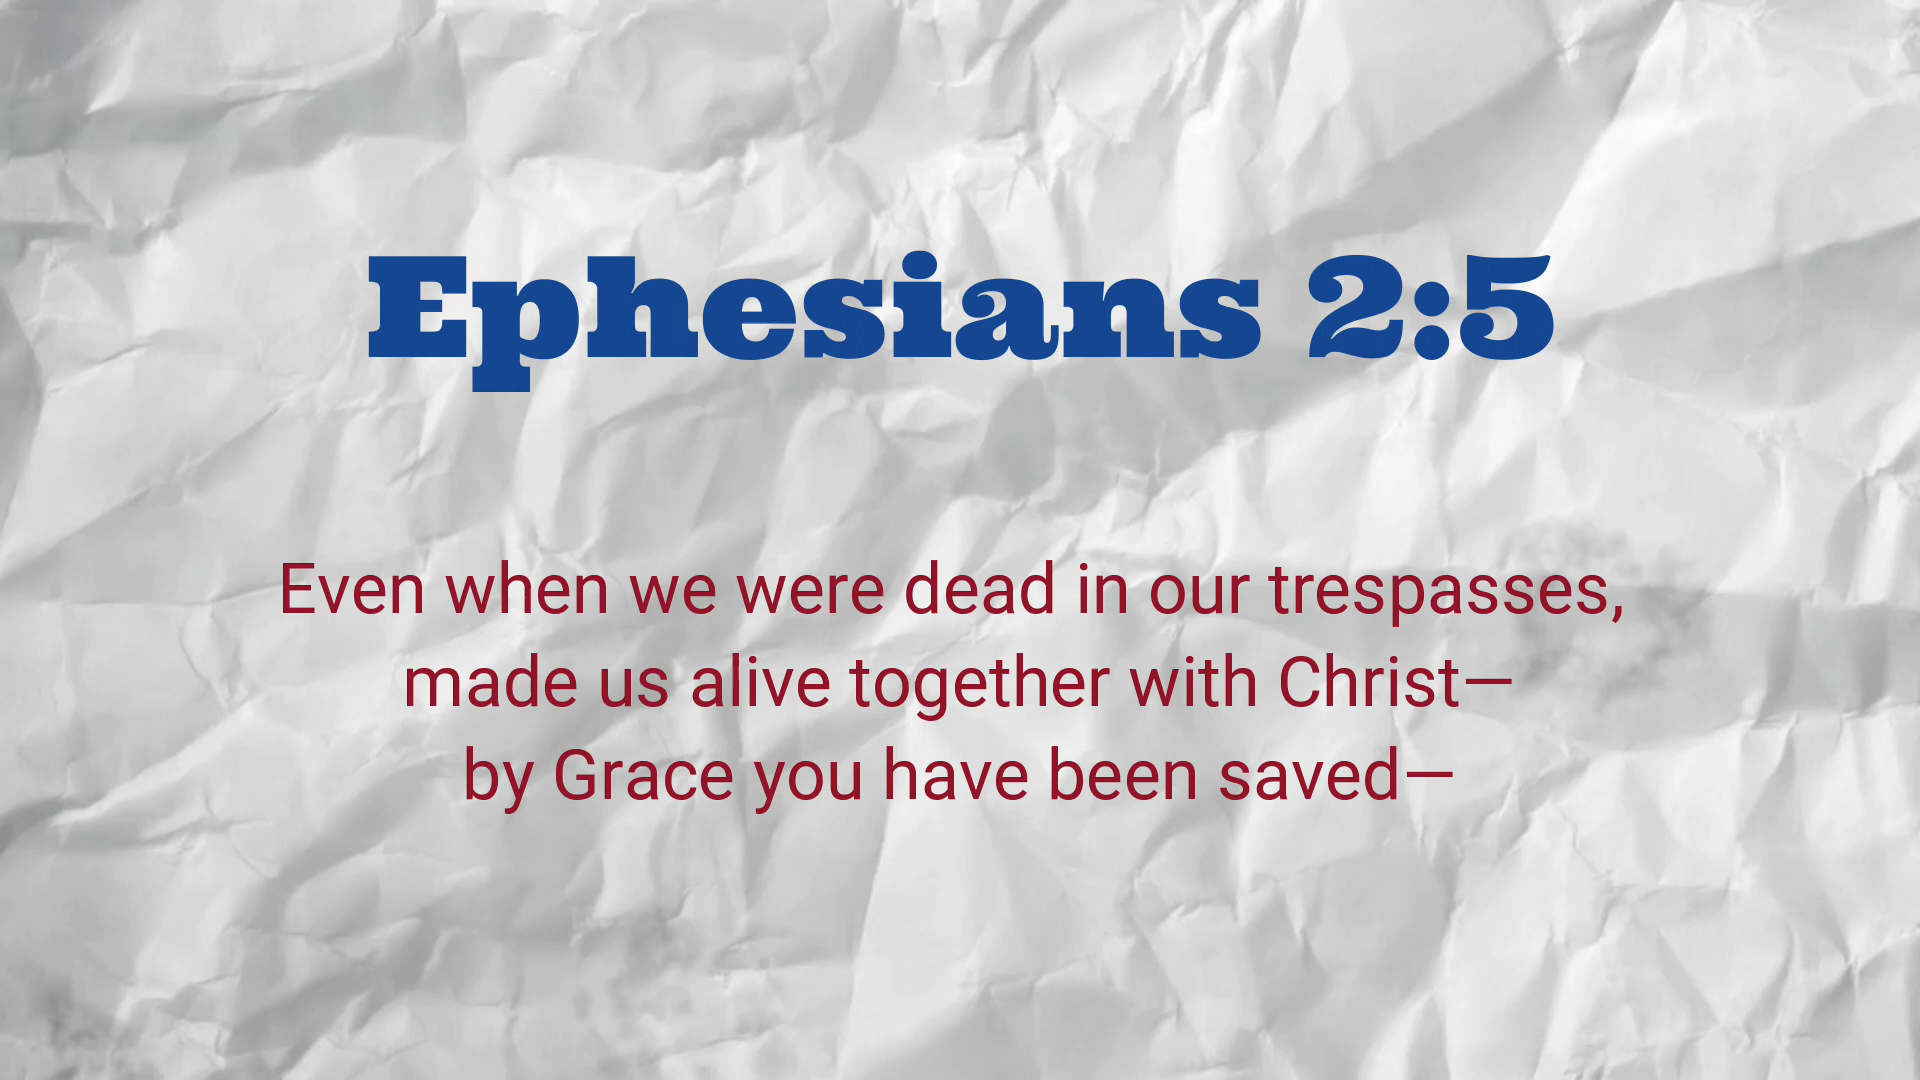 Ephesians 2:5
Even when we were dead in our trespasses,
made us alive together with Christ—
by Grace you have been saved—